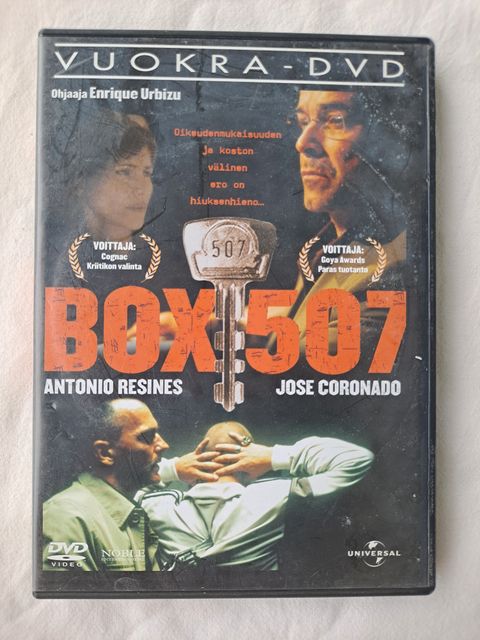 VUOKRA-DVD
Ohjaaja Enrique Urbizu
Oikeudenmukaisuuden
ja koston
välinen
ero on
hiuksenhieno...
VOITTAJA:
Cognac
Kriitikon valinta
507
VOITTAJA:
Goya Awards
Paras tuotanto
BOX 507
ANTONIO RESINES
JOSE CORONADO
DVD
VIDEO
NOBLE
UNIVERSAL